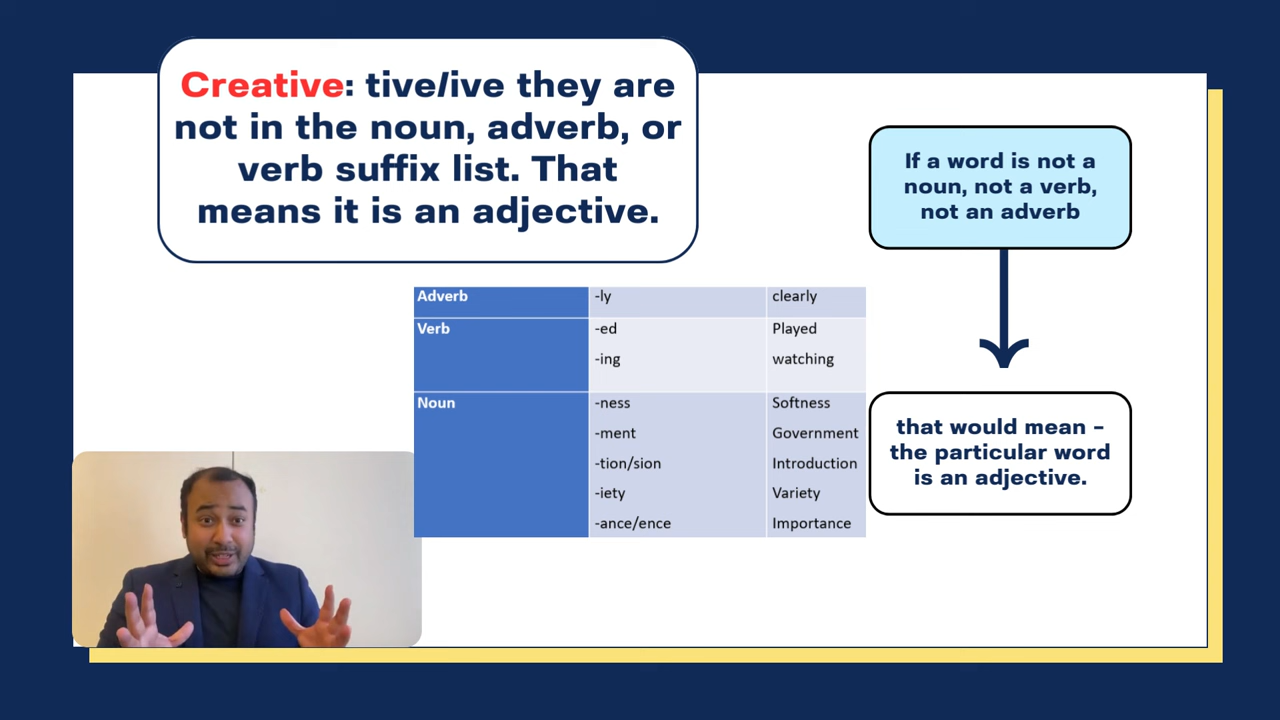 Creative: tive/ive they are
not in the noun, adverb, or
verb suffix list. That
means it is an adjective.
If a word is not a
noun, not a verb,
not an adverb
that would mean –
the particular word
is an adjective.
Adverb -ly clearly
Verb -ed Played
-ing watching
Noun -ness Softness
-ment Government
-tion/sion Introduction
-iety Variety
-ance/ence Importance